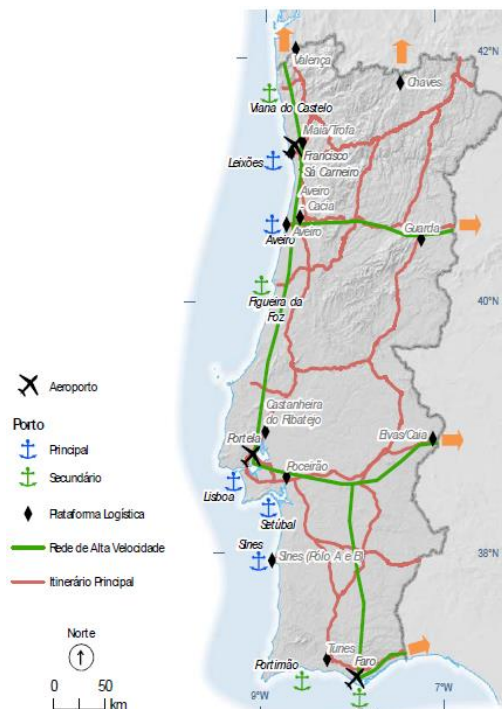 42°N
Valença
Chaves
Viana do Castelo
Maia/Trofa
Francisco
Sá Carneiro
Leixões
Aveiro
Cacia
Aveiro
Aveiro
Guarda
Figueira da
Foz
40°N
Aeroporto
Porto
Principal
Secundário
Plataforma Logística
Rede de Alta Velocidade
Itinerário Principal
Castanheira
do Ribatejo
Portela
Elvas/Caia
Poceirão
Lisboa
Setúbal
Sines
Sines (Pólo A e B)
38°N
Norte
Tunes
Faro
Portimão
0 50
km
9°W
7°W